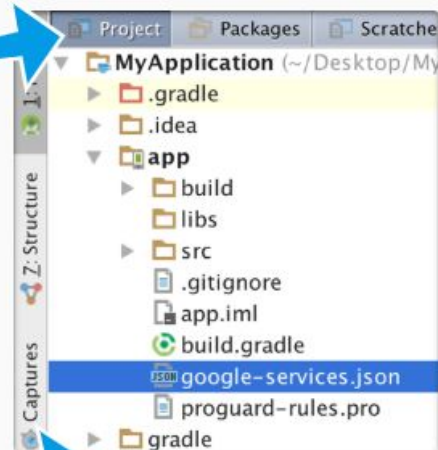 Project Packages Scratche
MyApplication (~/Desktop/My
.gradle
.idea
app
build
libs
src
.gitignore
app.iml
build.gradle
google-services.json
proguard-rules.pro
gradle
1:
Z: Structure
Captures
JSON